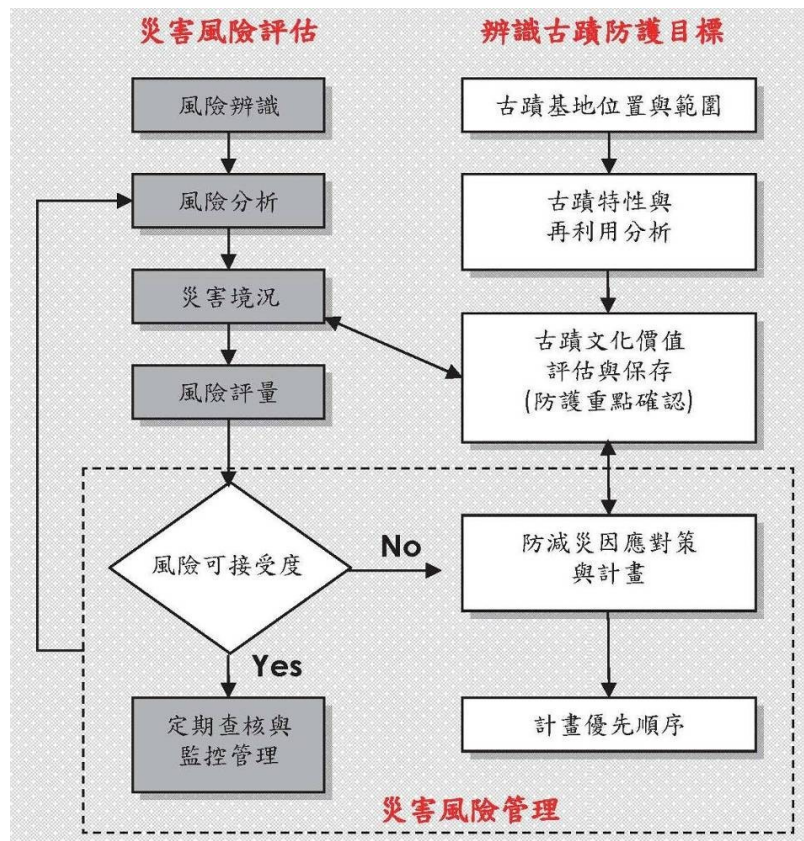 災害風險評估
風險辨識
風險分析
災害境況
風險評量
風險可接受度
No
Yes
定期查核與
監控管理
辨識古蹟防護目標
古蹟基地位置與範圍
古蹟特性與
再利用分析
古蹟文化價值
評估與保存
(防護重點確認)
防減災因應對策
與計畫
計畫優先順序
災害風險管理